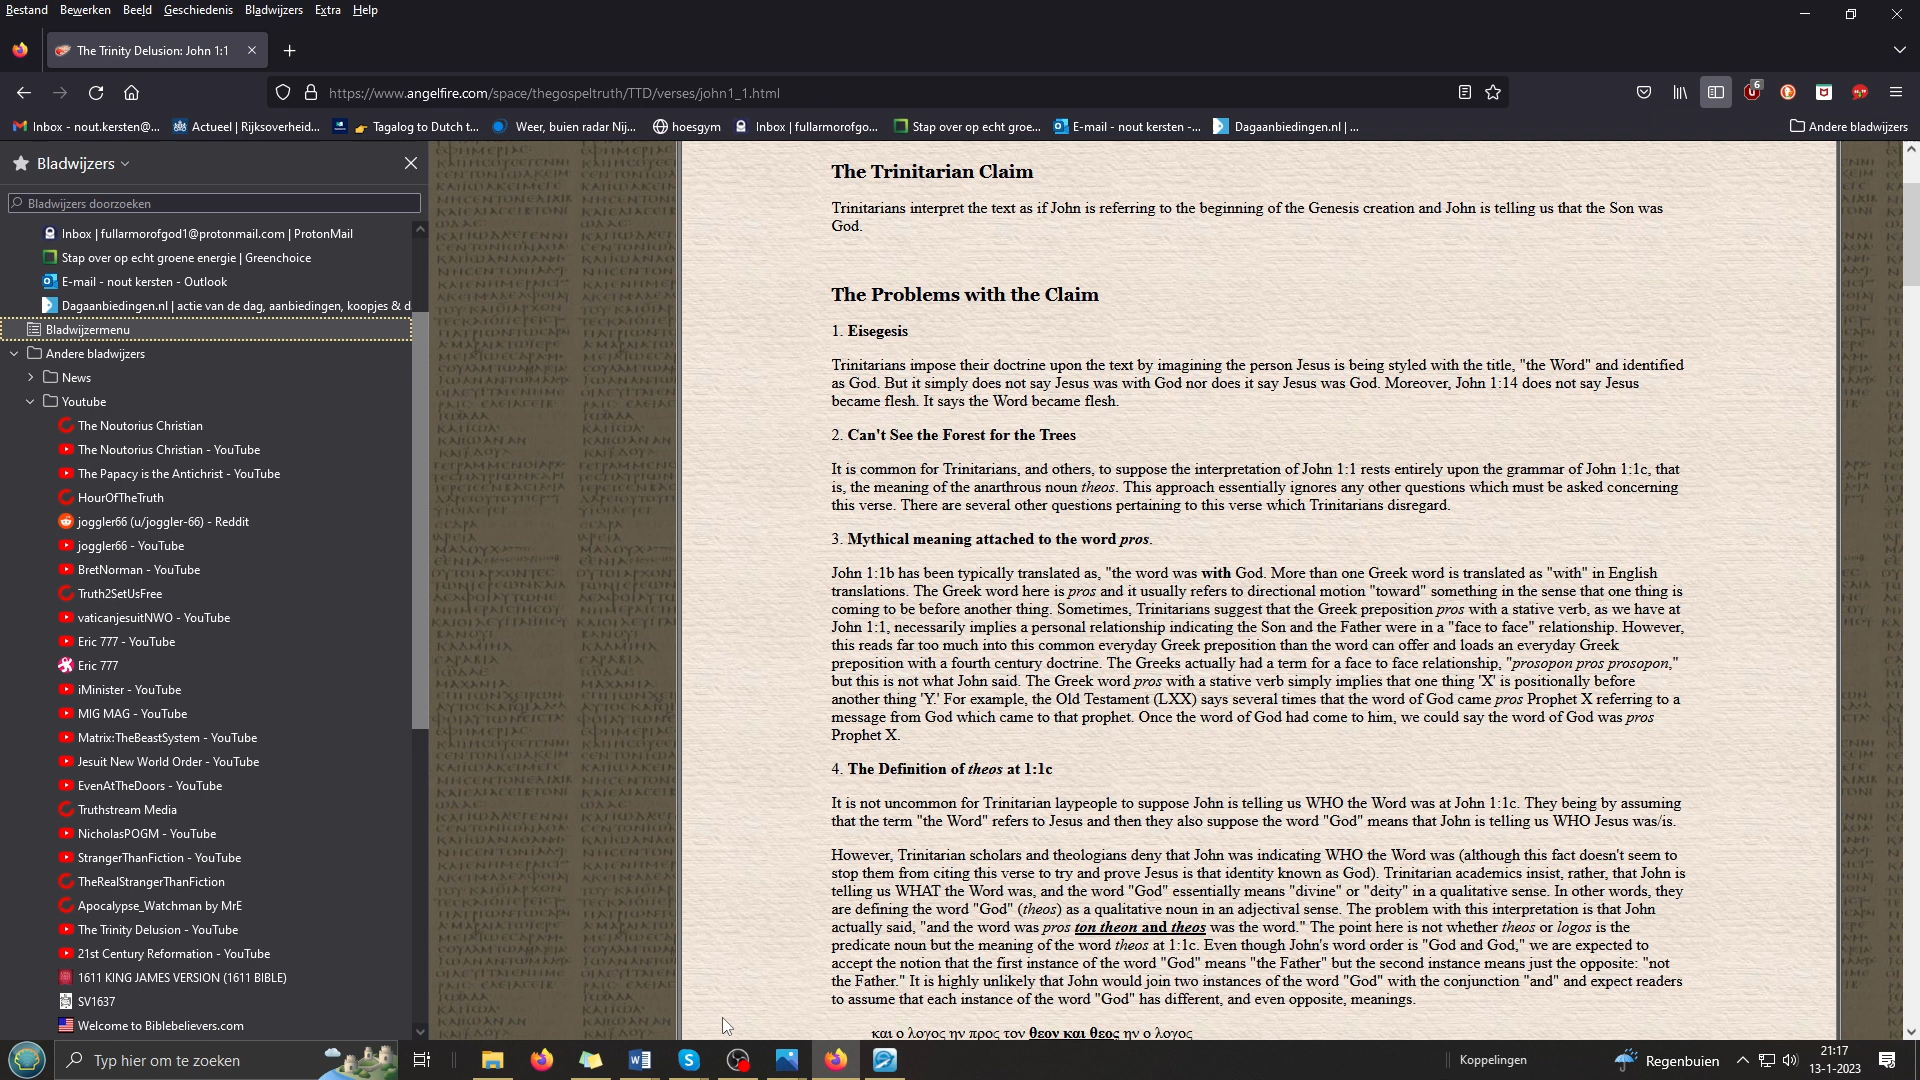 Bestand Bewerken Beeld Geschiedenis Bladwijzers Extra Help
The Trinity Delusion: John 1:1
https://www.angelfire.com/space/thegospeltruth/TTD/verses/john1_1.html
6
Inbox - nout.kersten@... Actueel | Rijksoverheid... Tagalog to Dutch t... Weer, buien radar Nij... hoesgym Inbox | fullarmorofgo... Stap over op echt groe... E-mail - nout kersten -... Dagaanbiedingen.nl | ... Andere bladwijzers
Bladwijzers
Bladwijzers doorzoeken
Inbox | fullarmorofgod1@protonmail.com | ProtonMail
Stap over op echt groene energie | Greenchoice
E-mail - nout kersten - Outlook
Dagaanbiedingen.nl | actie van de dag, aanbiedingen, koopjes & d
Bladwijzermenu
Andere bladwijzers
News
Youtube
The Noutorius Christian
The Noutorius Christian - YouTube
The Papacy is the Antichrist - YouTube
HourOfTheTruth
joggler66 (u/joggler-66) - Reddit
joggler66 - YouTube
BretNorman - YouTube
Truth2SetUsFree
vaticanjesuitNWO - YouTube
Eric 777 - YouTube
Eric 777
iMinister - YouTube
MIG MAG - YouTube
Matrix:TheBeastSystem - YouTube
Jesuit New World Order - YouTube
EvenAtTheDoors - YouTube
Truthstream Media
NicholasPOGM - YouTube
StrangerThanFiction - YouTube
TheRealStrangerThanFiction
Apocalypse_Watchman by MrE
The Trinity Delusion - YouTube
21st Century Reformation - YouTube
1611 KING JAMES VERSION (1611 BIBLE)
SV1637
Welcome to Biblebelievers.com
The Trinitarian Claim
Trinitarians interpret the text as if John is referring to the beginning of the Genesis creation and John is telling us that the Son was
God.
The Problems with the Claim
1. Eisegesis
Trinitarians impose their doctrine upon the text by imagining the person Jesus is being styled with the title, "the Word" and identified
as God. But it simply does not say Jesus was with God nor does it say Jesus was God. Moreover, John 1:14 does not say Jesus
became flesh. It says the Word became flesh.
2. Can't See the Forest for the Trees
It is common for Trinitarians, and others, to suppose the interpretation of John 1:1 rests entirely upon the grammar of John 1:1c, that
is, the meaning of the anarthrous noun theos. This approach essentially ignores any other questions which must be asked concerning
this verse. There are several other questions pertaining to this verse which Trinitarians disregard.
3. Mythical meaning attached to the word pros.
John 1:1b has been typically translated as, "the word was with God. More than one Greek word is translated as "with" in English
translations. The Greek word here is pros and it usually refers to directional motion "toward" something in the sense that one thing is
coming to be before another thing. Sometimes, Trinitarians suggest that the Greek preposition pros with a stative verb, as we have at
John 1:1, necessarily implies a personal relationship indicating the Son and the Father were in a "face to face" relationship. However,
this reads far too much into this common everyday Greek preposition than the word can offer and loads an everyday Greek
preposition with a fourth century doctrine. The Greeks actually had a term for a face to face relationship, "prosopon pros prosopon,"
but this is not what John said. The Greek word pros with a stative verb simply implies that one thing 'X' is positionally before
another thing 'Y.' For example, the Old Testament (LXX) says several times that the word of God came pros Prophet X referring to a
message from God which came to that prophet. Once the word of God had come to him, we could say the word of God was pros
Prophet X.
4. The Definition of theos at 1:1c
It is not uncommon for Trinitarian laypeople to suppose John is telling us WHO the Word was at John 1:1c. They being by assuming
that the term "the Word" refers to Jesus and then they also suppose the word "God" means that John is telling us WHO Jesus was/is.
However, Trinitarian scholars and theologians deny that John was indicating WHO the Word was (although this fact doesn't seem to
stop them from citing this verse to try and prove Jesus is that identity known as God). Trinitarian academics insist, rather, that John is
telling us WHAT the Word was, and the word "God" essentially means "divine" or "deity" in a qualitative sense. In other words, they
are defining the word "God" (theos) as a qualitative noun in an adjectival sense. The problem with this interpretation is that John
actually said, "and the word was pros ton theon and theos was the word." The point here is not whether theos or logos is the
predicate noun but the meaning of the word theos at 1:1c. Even though John's word order is "God and God," we are expected to
accept the notion that the first instance of the word "God" means "the Father" but the second instance means just the opposite: "not
the Father." It is highly unlikely that John would join two instances of the word "God" with the conjunction "and" and expect readers
to assume that each instance of the word "God" has different, and even opposite, meanings.
και ο λογος ην προς τον θεον και θεος ην ο λογος
Typ hier om te zoeken
Koppelingen
Regenbuien
21:17
13-1-2023